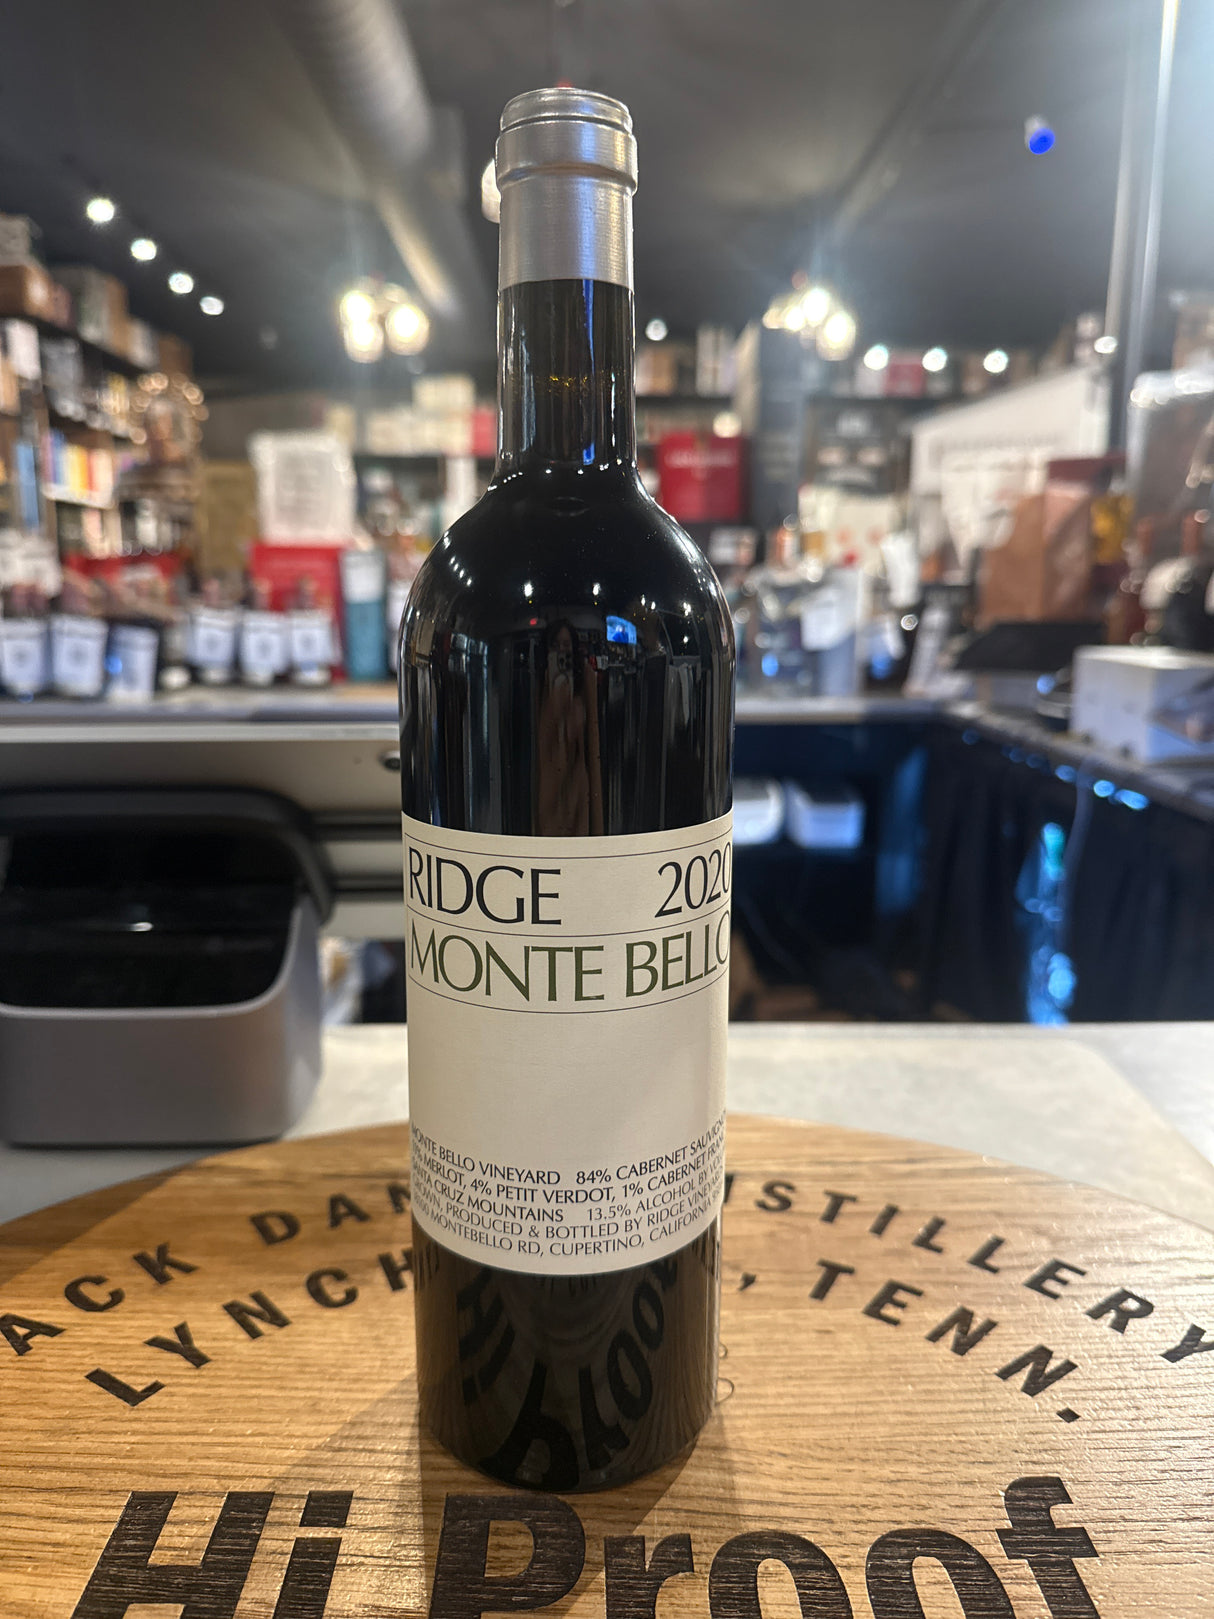 RIDGE 2020
MONTE BELLO
MONTE BELLO VINEYARD 84% CABERNET SAUVIGNON
MERLOT, 4% PETIT VERDOT, 1% CABERNET FRANC
SANTA CRUZ MOUNTAINS 13.5% ALCOHOL BY
GROWN, PRODUCED & BOTTLED BY RIDGE VINEYARDS
MONTEBELLO RD, CUPERTINO, CALIFORNIA
ACK DAN ISTILLERY
LYNCH , TENN.
Hi Proof